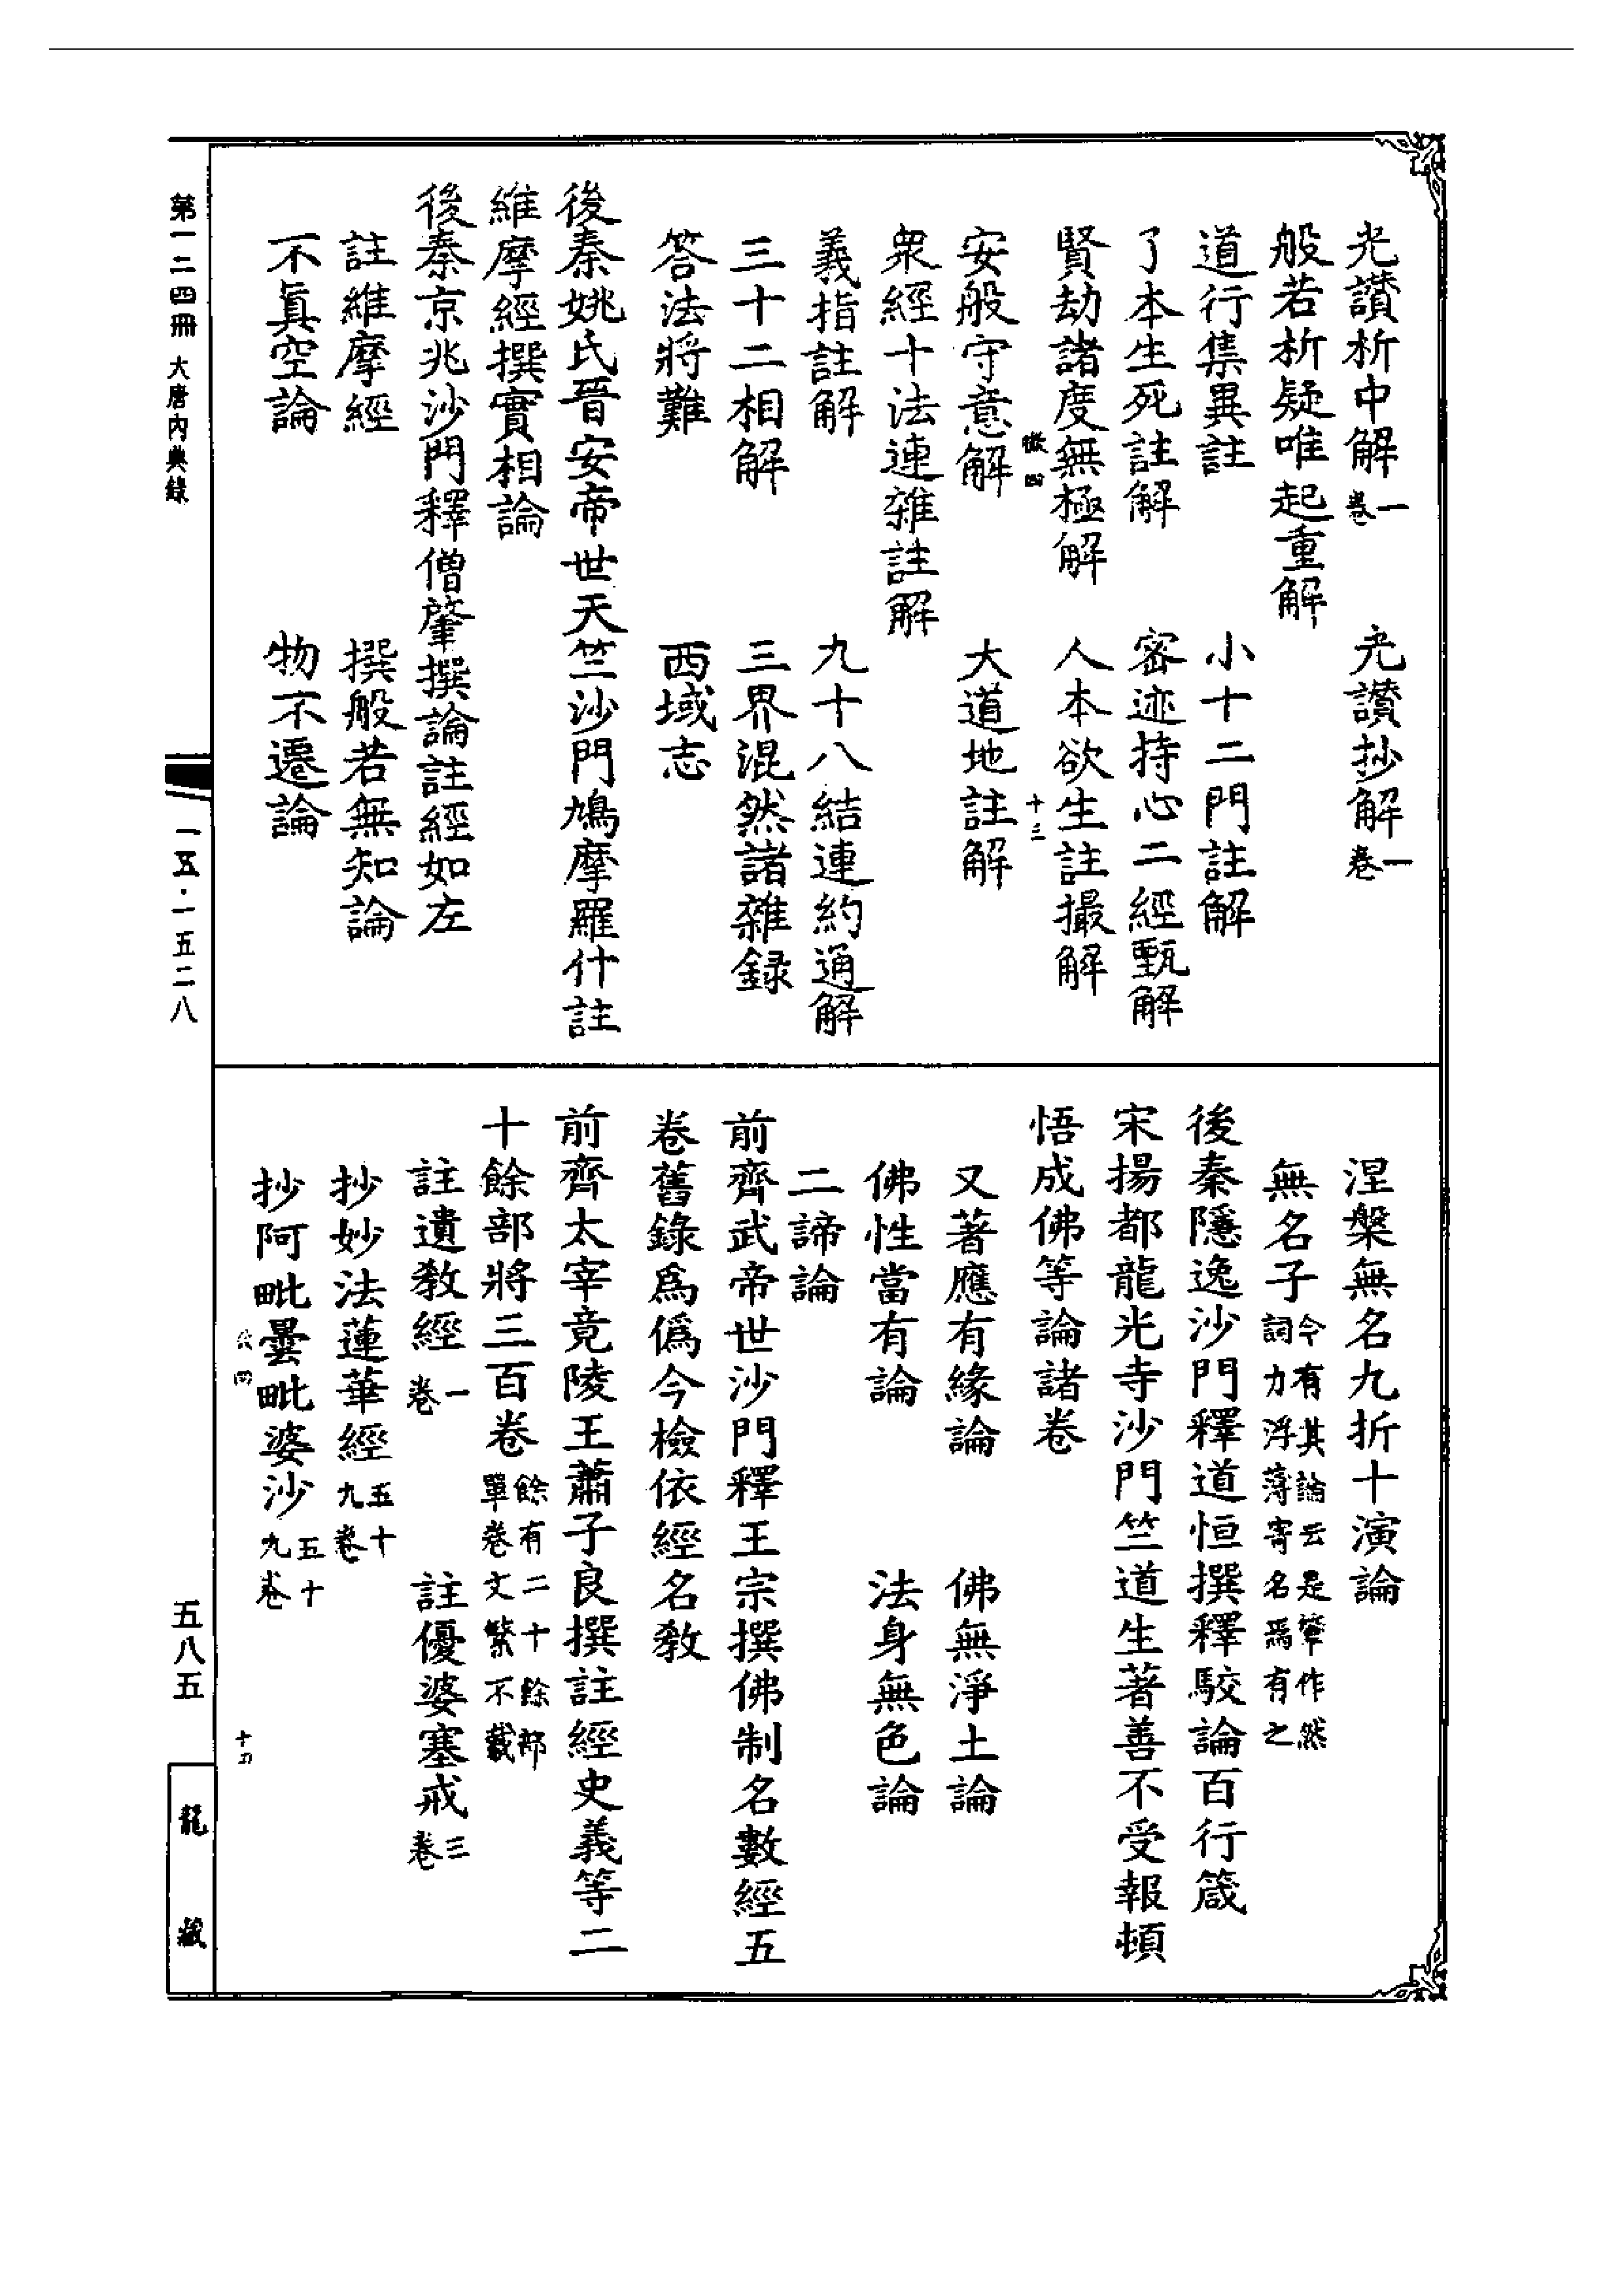 光讃析中解一卷　光讃抄解一卷
般若析疑唯起重解
道行集異註　小十二門註解
了本生死註解　密迹持心二經甄解
賢劫諸度無極解　人本欲生註撮解
安般守意解　大道地註解
衆經十法連雜註解
義指註解　九十八結連約通解
三十二相解　三界混然諸雜録
答法將難　西域志
後秦姚氏晉安帝世天竺沙門鳩摩羅什註
維摩經撰實相論
後秦京兆沙門釋僧肇撰論註經如左
註維摩經　撰般若無知論
不眞空論　物不遷論
涅槃無名九折十演論
無名子今有其論云是肇作然詞力浮薄寄名爲有之
後秦隱逸沙門釋道恒撰釋駮論百行箴
宋揚都龍光寺沙門竺道生著善不受報頓
悟成佛等論諸卷
又著應有緣論　佛無淨土論
佛性當有論　法身無色論
二諦論
前齊武帝世沙門釋王宗撰佛制名數經五
卷舊錄爲僞今檢依經名教
前齊太宰竟陵王蕭子良撰註經史義等二
十餘部將三百卷餘有二十餘部單卷文繁不載
註遺教經一卷　註優婆塞戒三卷
抄妙法蓮華經五十九卷
抄阿毗曇毗婆沙五十九卷
第一二四冊　大唐内典錄
一五·一五二八
五八五
龍藏